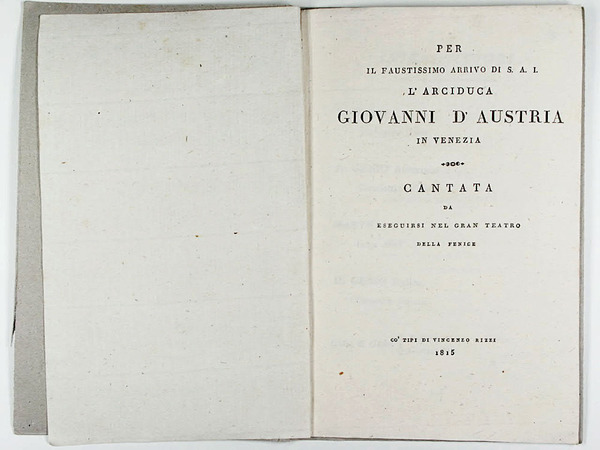 PER
IL FAUSTISSIMO ARRIVO DI S. A. I.
L'ARCIDUCA
GIOVANNI D'AUSTRIA
IN VENEZIA
CANTATA
DA
ESEGUIRSI NEL GRAN TEATRO
DELLA FENICE
CO' TIPI DI VINCENZO RIZZI
1815